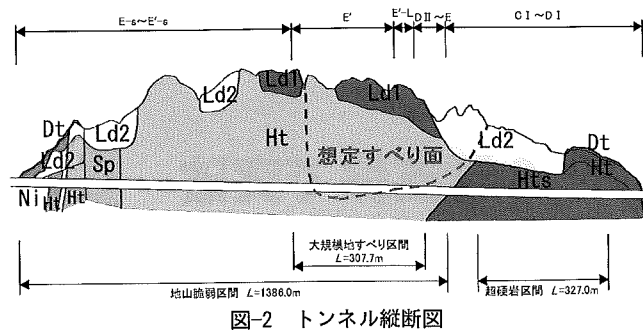 E-s~E'-s
E'
E'-L
DⅡ~E
CⅠ~DⅠ
Ld1
Ld1
Ld2
Ld2
Dt
Ld2
Ht
想定すべり面
Ld2
Dt
Ht
Sp
Hts
Ni
Ht
Ht
大規模地すべり区間
L=307.7m
地山脆弱区間 L=1386.0m
超硬岩区間 L=327.0m
図-2 トンネル縦断図